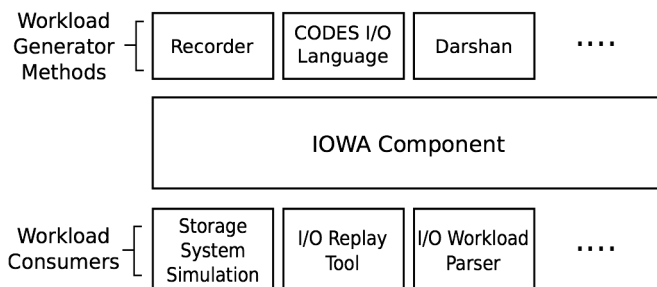 Workload
Generator
Methods
Recorder
CODES I/O
Language
Darshan
....
IOWA Component
Workload
Consumers
Storage
System
Simulation
I/O Replay
Tool
I/O Workload
Parser
....